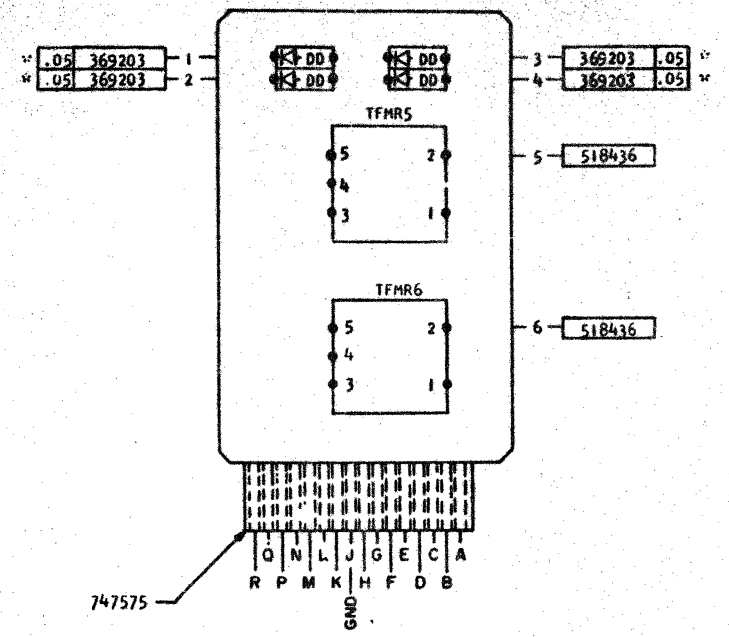 * .05 369203 1 DD DD 3 369203 .05 *
* .05 369203 2 DD DD 4 369203 .05 *
TFMR5
5 2 5 518436
4
3 1
TFMR6
5 2 6 518436
4
3 1
Q N L J G E C A
R P M K H F D B
747575
GND